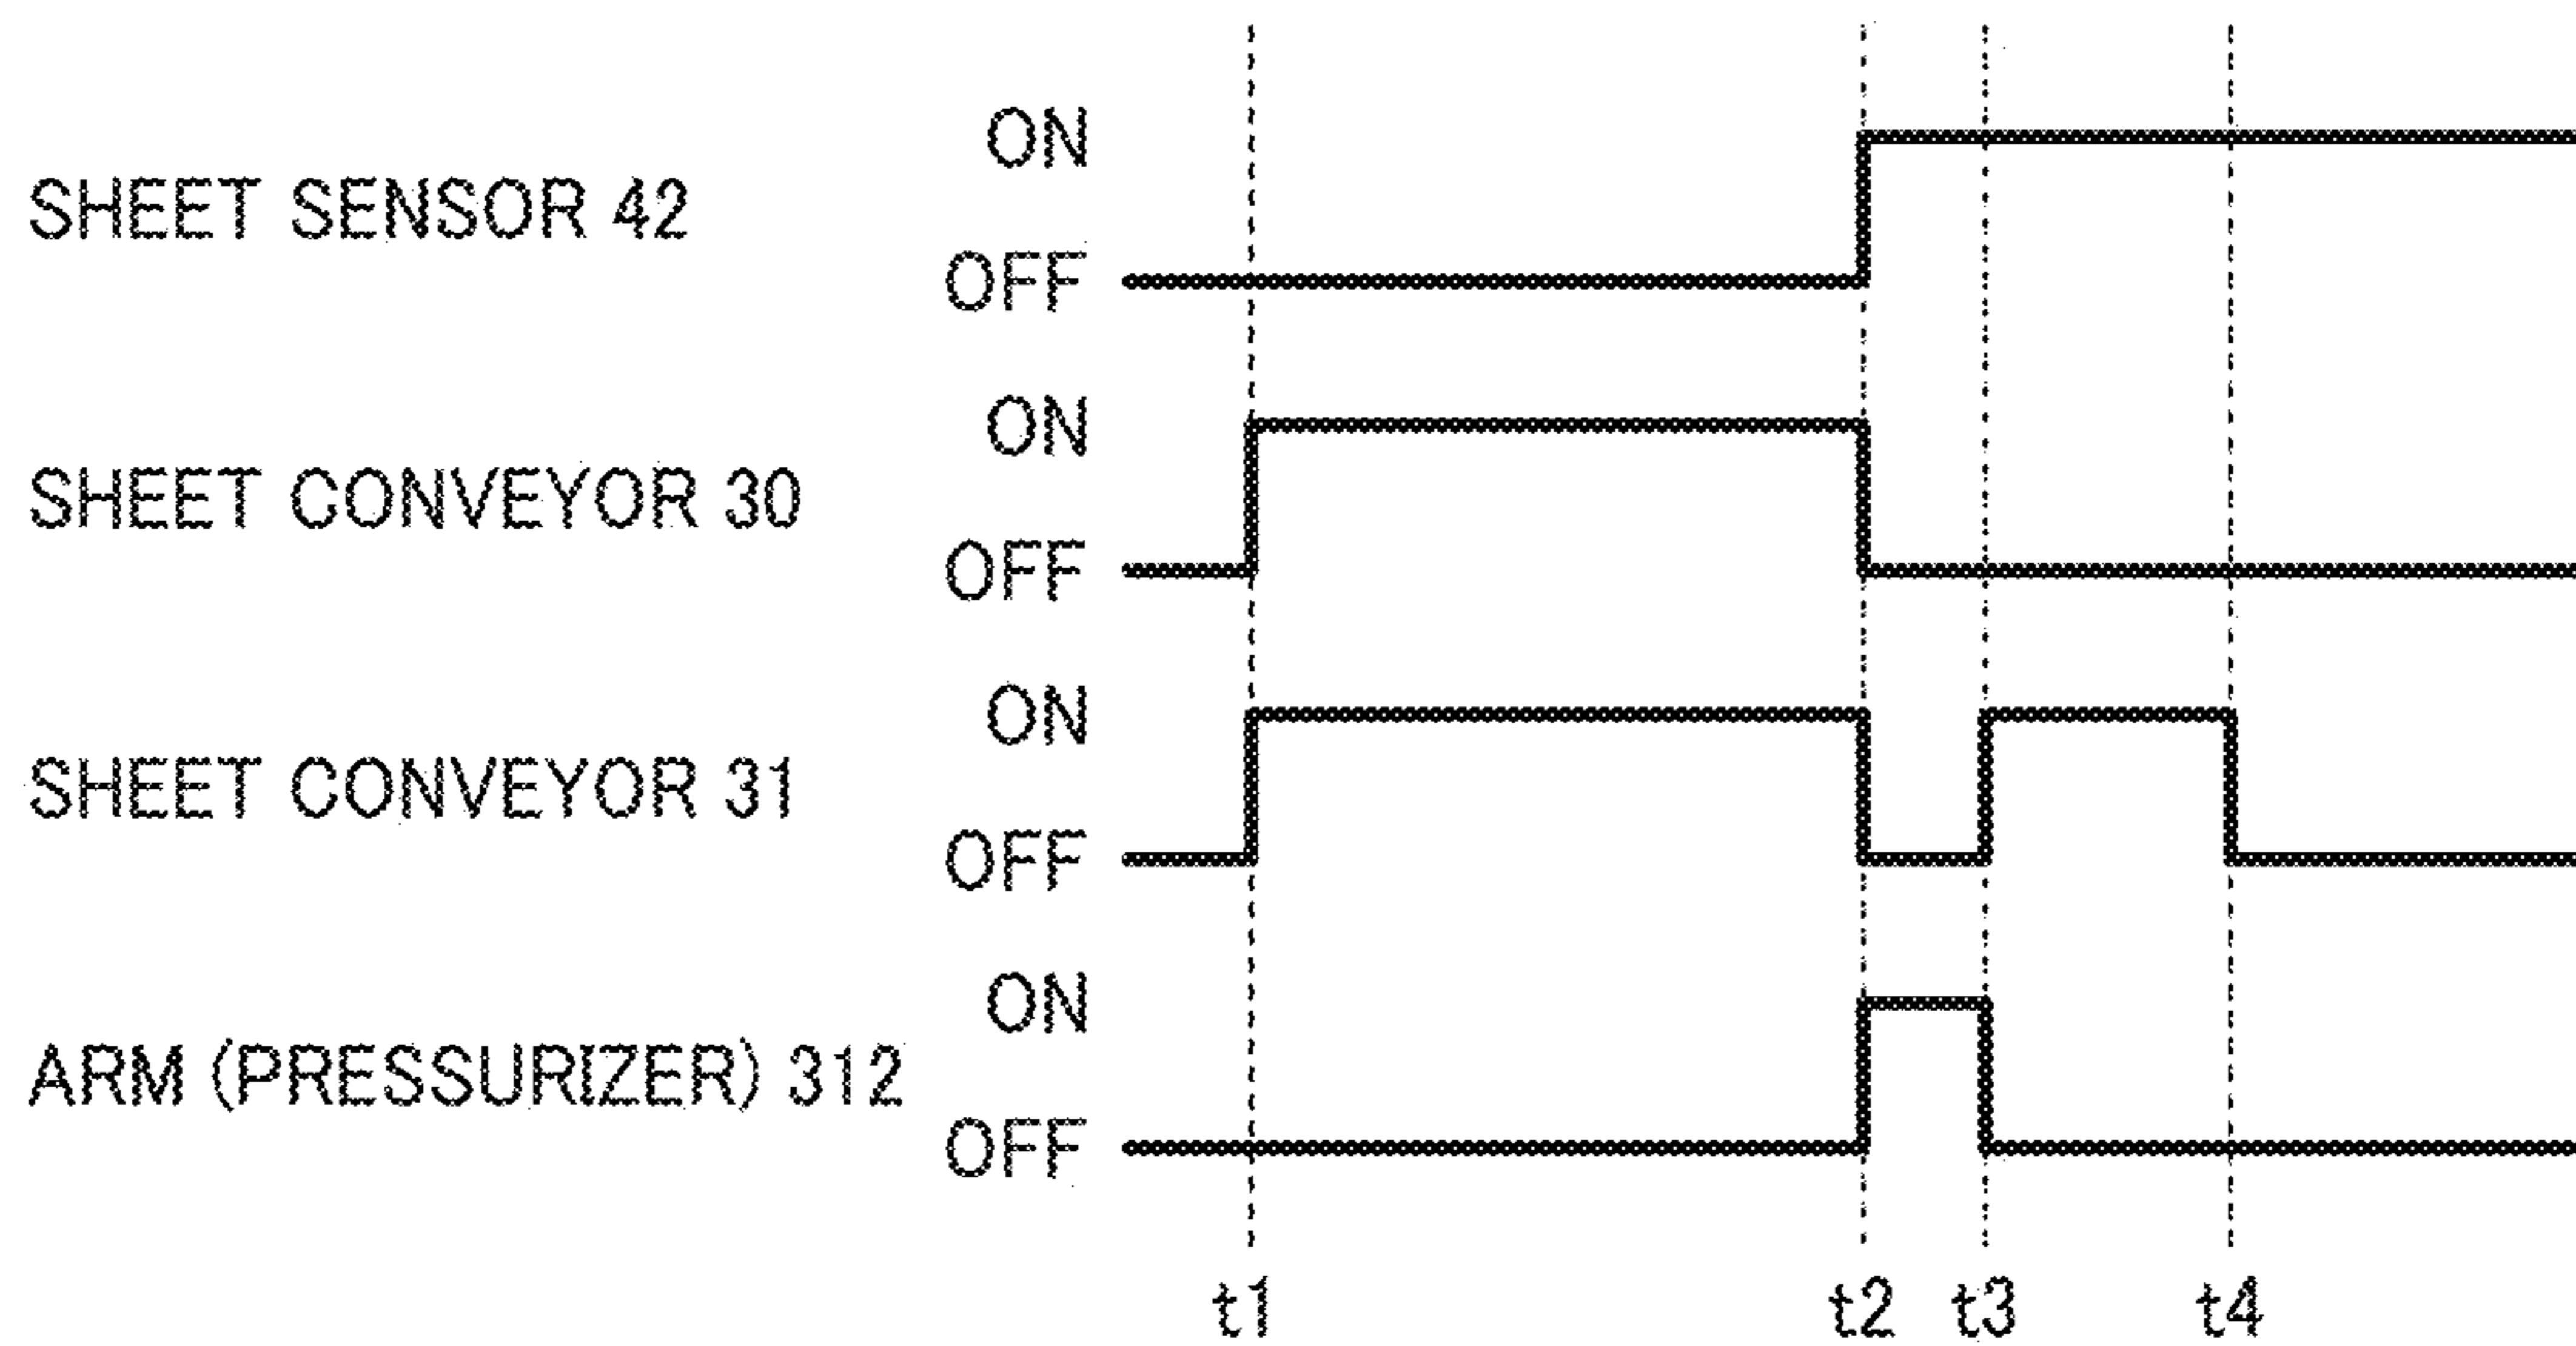 ON
SHEET SENSOR 42
OFF
ON
SHEET CONVEYOR 30
OFF
ON
SHEET CONVEYOR 31
OFF
ON
ARM (PRESSURIZER) 312
OFF
t1 t2 t3 t4